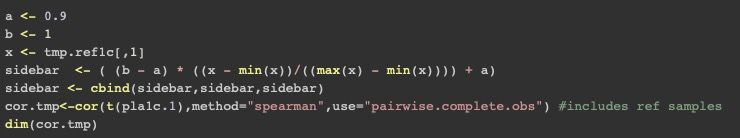 a <- 0.9
b <- 1
x <- tmp.ref1c[,1]
sidebar  <- ( (b - a) * ((x - min(x))/((max(x) - min(x)))) + a)
sidebar <- cbind(sidebar,sidebar,sidebar)
cor.tmp<-cor(t(pla1c.1),method="spearman",use="pairwise.complete.obs") #includes ref samples
dim(cor.tmp)